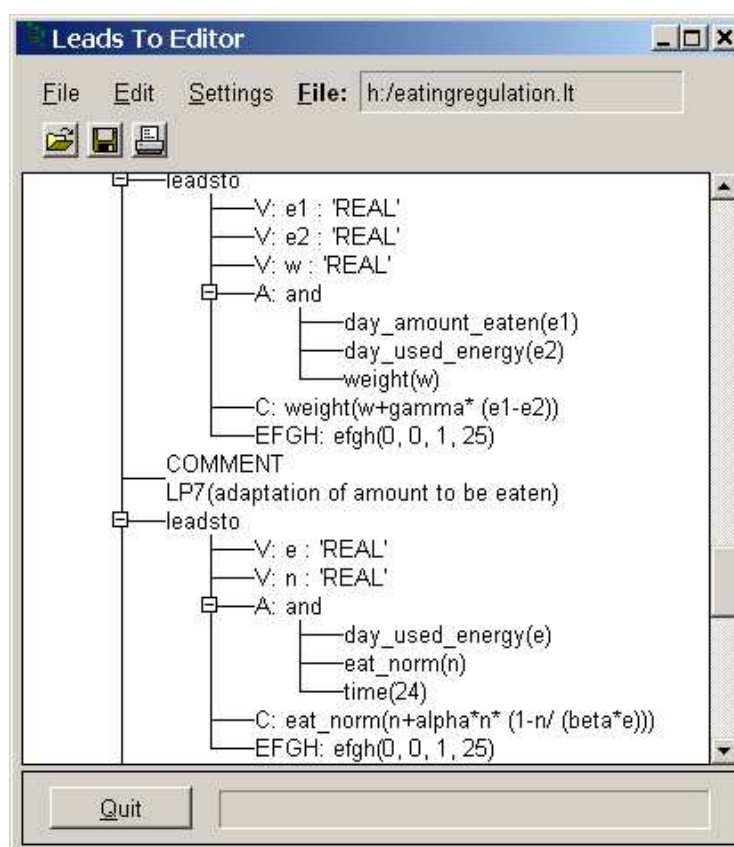 Leads To Editor
File Edit Settings File: h:/eatingregulation.lt
leadsto
V: e1 : 'REAL'
V: e2 : 'REAL'
V: w : 'REAL'
A: and
day_amount_eaten(e1)
day_used_energy(e2)
weight(w)
C: weight(w+gamma* (e1-e2))
EFGH: efgh(0, 0, 1, 25)
COMMENT
LP7(adaptation of amount to be eaten)
leadsto
V: e : 'REAL'
V: n : 'REAL'
A: and
day_used_energy(e)
eat_norm(n)
time(24)
C: eat_norm(n+alpha*n* (1-n/ (beta*e)))
EFGH: efgh(0, 0, 1, 25)
Quit